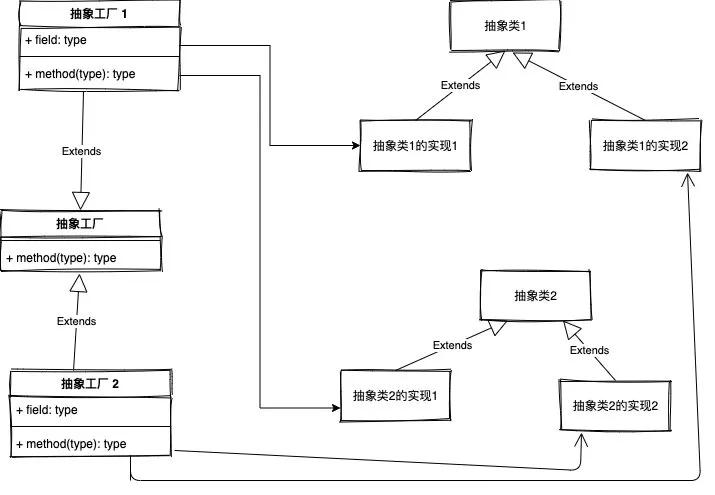 抽象工厂 1
+ field: type
+ method(type): type
Extends
抽象工厂
+ method(type): type
Extends
抽象工厂 2
+ field: type
+ method(type): type
抽象类1
Extends
Extends
抽象类1的实现1
抽象类1的实现2
抽象类2
Extends
Extends
抽象类2的实现1
抽象类2的实现2